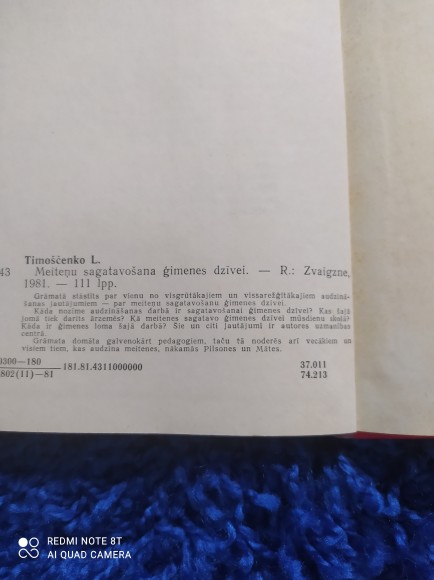 Timoščenko L.
43 Meiteņu sagatavošana ģimenes dzīvei. — R.: Zvaigzne,
1981. — 111 lpp.
Grāmatā stāstīts par vienu no visgrūtākajiem un vissarežģītākajiem audzinā-
šanas jautājumiem — par meiteņu sagatavošanu ģimenes dzīvei.
Kāda nozīme audzināšanas darbā ir sagatavošanai ģimenes dzīvei? Kas šajā
jomā tiek darīts ārzemēs? Kā meitenes sagatavo ģimenes dzīvei mūsdienu skolā?
Kāda ir ģimenes loma šajā darbā? Šie un citi jautājumi ir autores uzmanības
centrā.
Grāmata domāta galvenokārt pedagogiem, taču tā noderēs arī vecākiem un
visiem tiem, kas audzina meitenes, nākamās Pilsones un Mātes.
0300—180
802(11)—81
181.81.4311000000
37.011
74.213
REDMI NOTE 8T
AI QUAD CAMERA